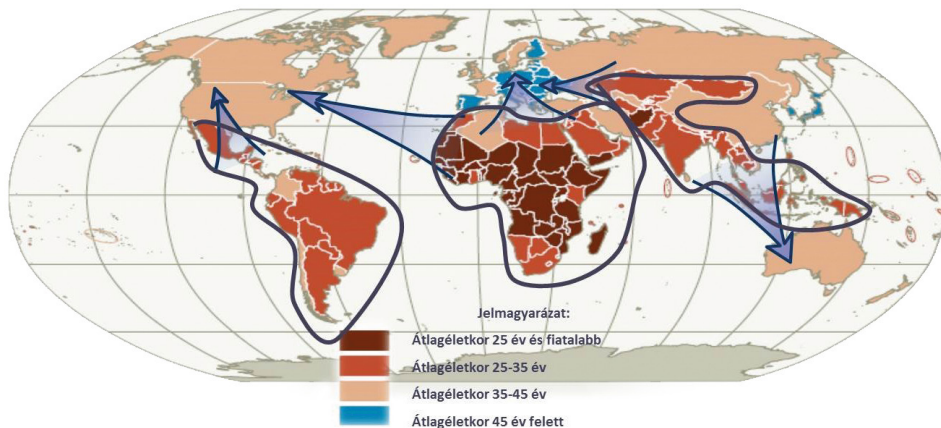 Jelmagyarázat:
Átlagéletkor 25 év és fiatalabb
Átlagéletkor 25-35 év
Átlagéletkor 35-45 év
Átlagéletkor 45 év felett